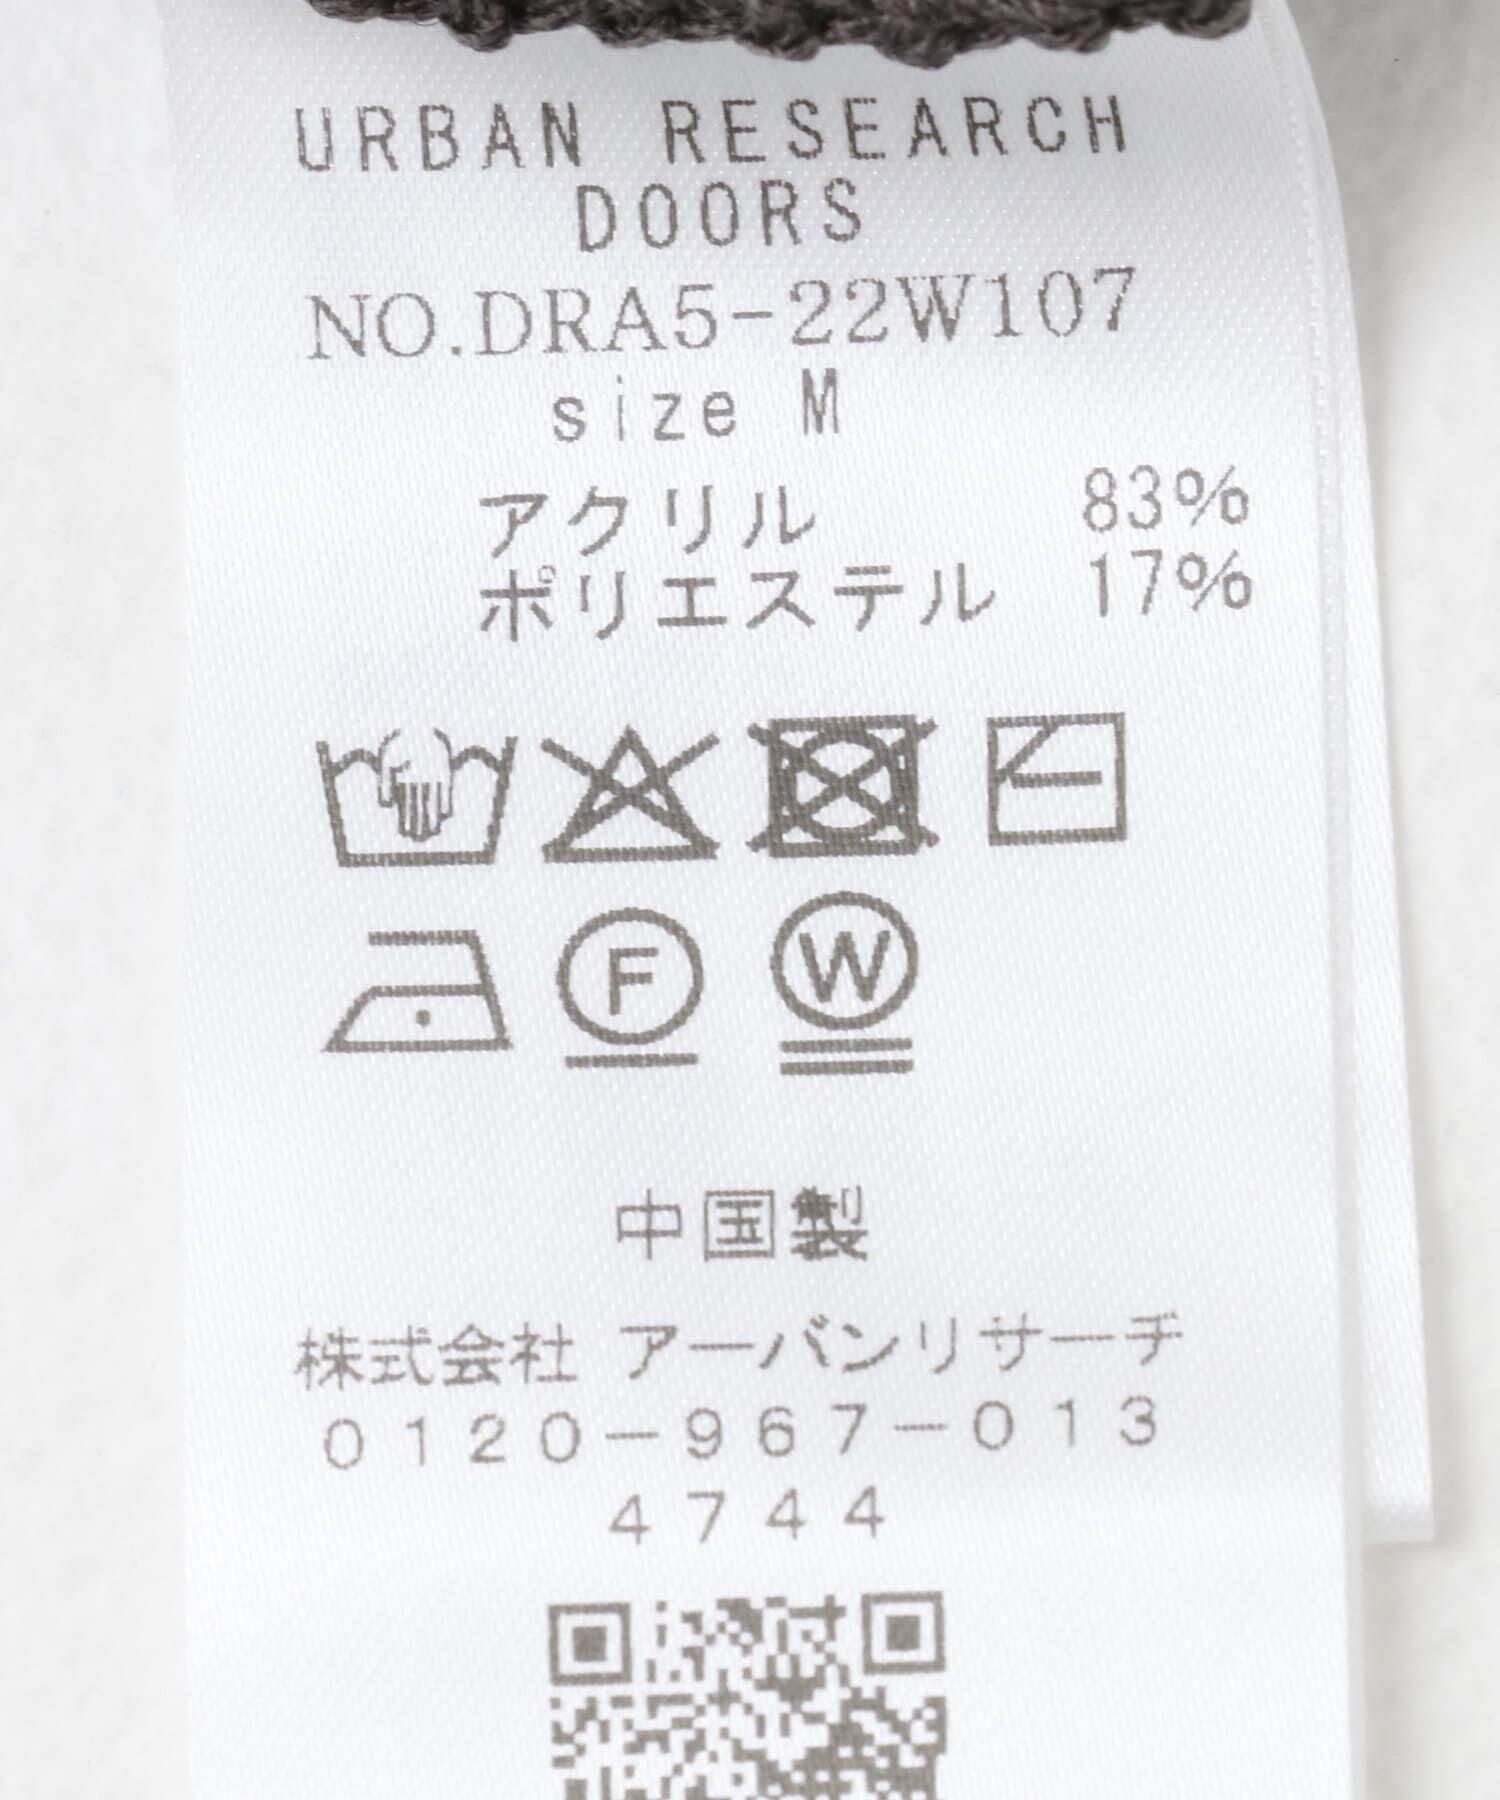 URBAN RESEARCH
DOORS
NO.DRA5-22W107
size M
アクリル 83%
ポリエステル 17%
F W
中国製
株式会社 アーバンリサーチ
0120-967-013
4744